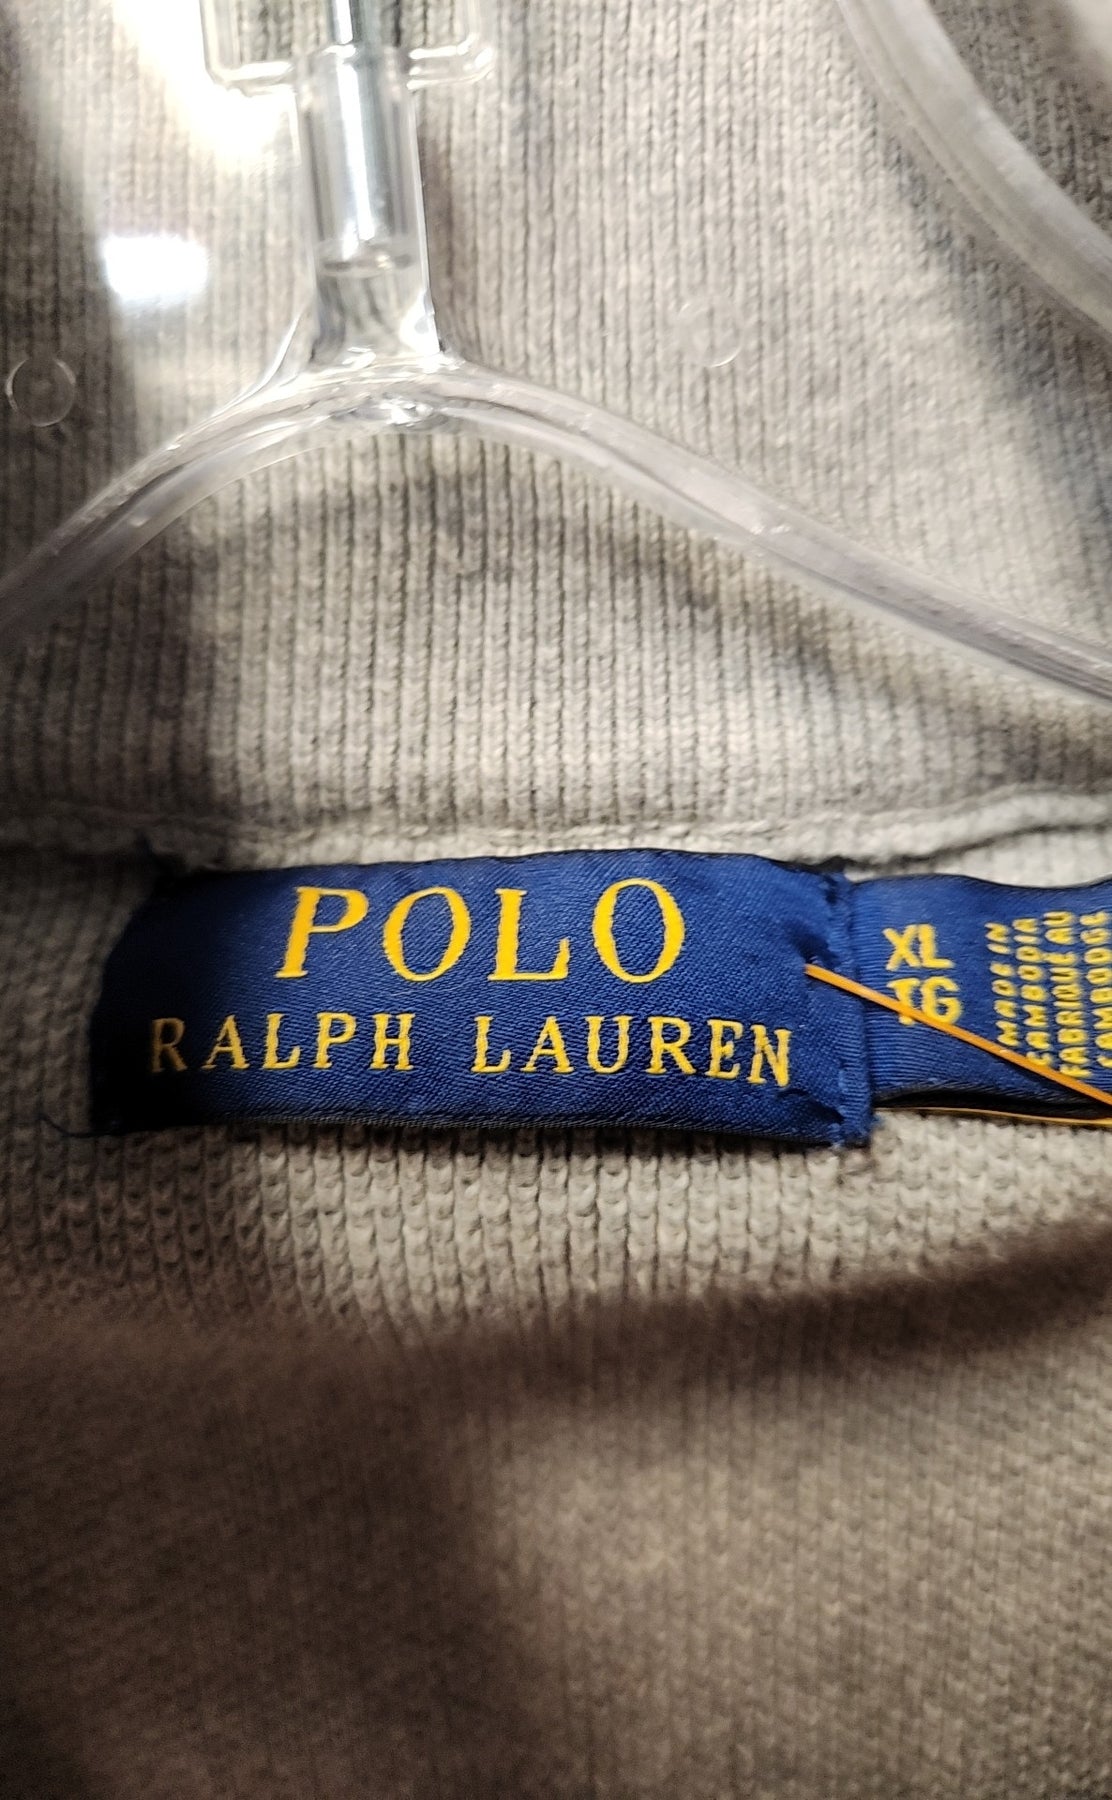 POLO
RALPH LAUREN
XL
TG
MADE IN
CAMBODIA
FABRIQUÉ AU
CAMBODGE